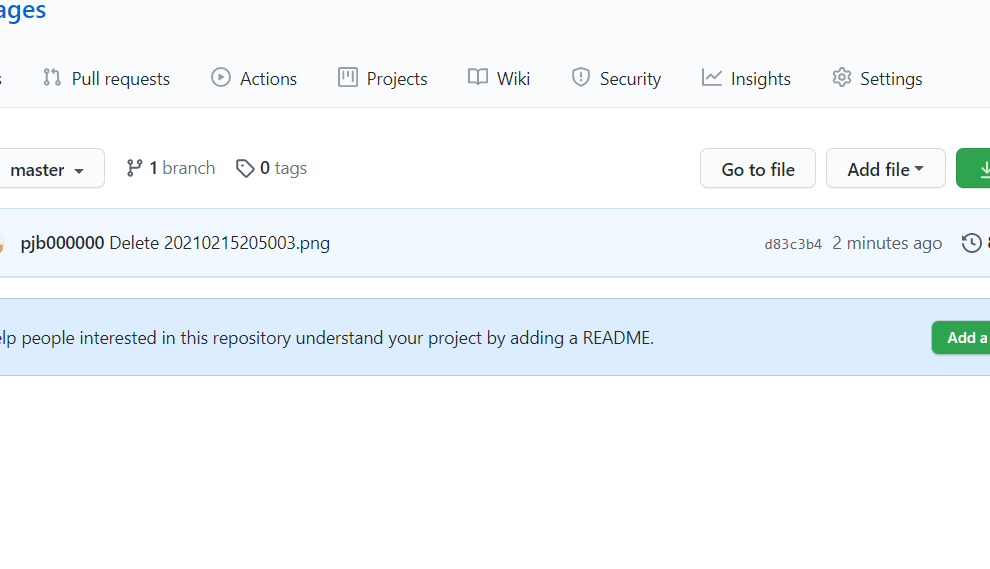 ages
Pull requests Actions Projects Wiki Security Insights Settings
master 1 branch 0 tags Go to file Add file
pjb000000 Delete 20210215205003.png d83c3b4 2 minutes ago
elp people interested in this repository understand your project by adding a README. Add a